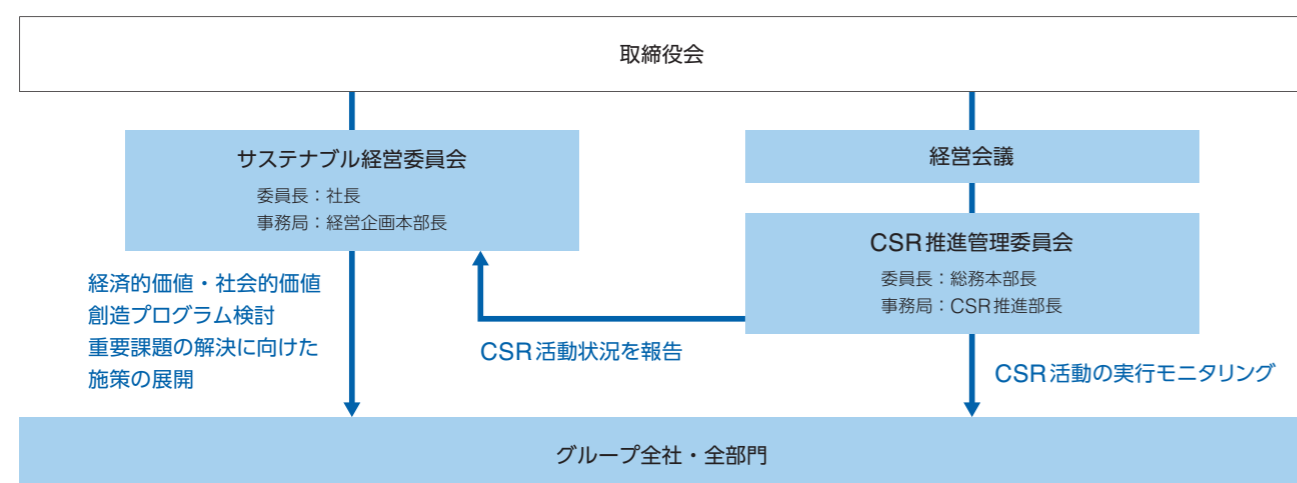 取締役会
サステナブル経営委員会
委員長：社長
事務局：経営企画本部長
経営会議
CSR推進管理委員会
委員長：総務本部長
事務局：CSR推進部長
経済的価値・社会的価値
創造プログラム検討
重要課題の解決に向けた
施策の展開
CSR活動状況を報告
CSR活動の実行モニタリング
グループ全社・全部門